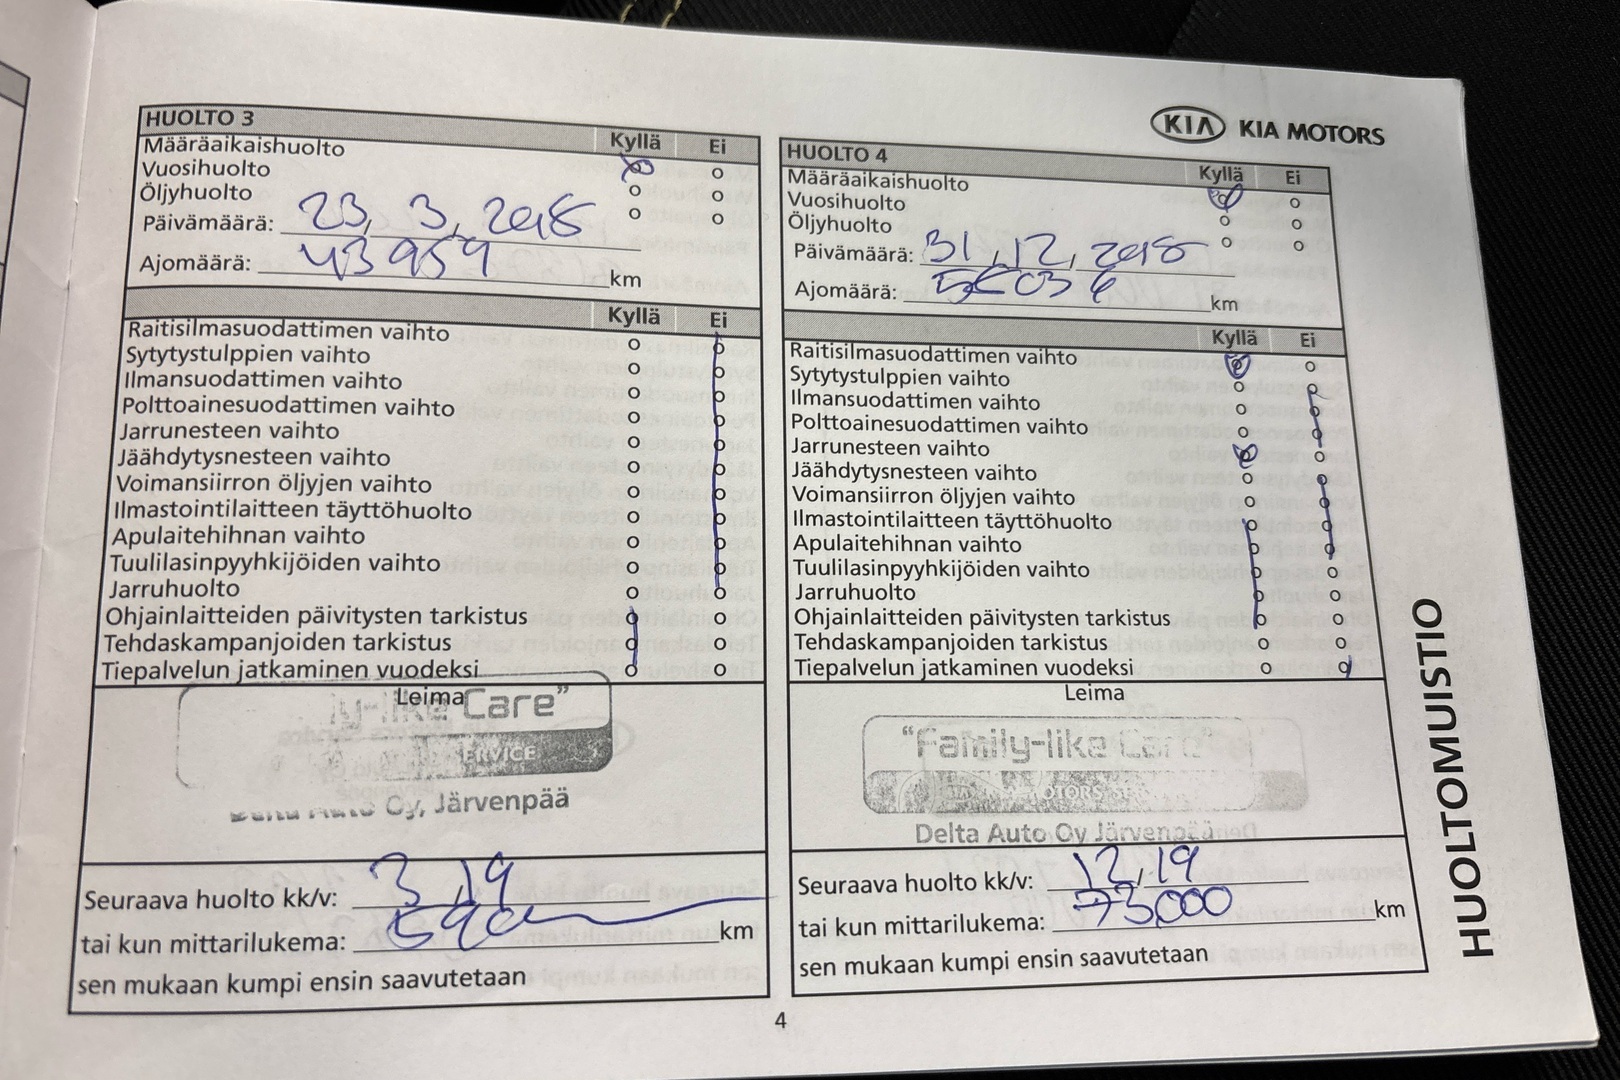 HUOLTO 3
Kyllä Ei
Määräaikaishuolto
Vuosihuolto
Öljyhuolto
Päivämäärä: 23, 3, 2018
Ajomäärä: 43 959 km
Kyllä Ei
Raitisilmasuodattimen vaihto
Sytytystulppien vaihto
Ilmansuodattimen vaihto
Polttoainesuodattimen vaihto
Jarrunesteen vaihto
Jäähdytysnesteen vaihto
Voimansiirron öljyjen vaihto
Ilmastointilaitteen täyttöhuolto
Apulaitehihnan vaihto
Tuulilasinpyyhkijöiden vaihto
Jarruhuolto
Ohjainlaitteiden päivitysten tarkistus
Tehdaskampanjoiden tarkistus
Tiepalvelun jatkaminen vuodeksi
Leima
Care”
Oy, Järvenpää
Seuraava huolto kk/v: 3, 19
tai kun mittarilukema: km
sen mukaan kumpi ensin saavutetaan
KIA KIA MOTORS
HUOLTO 4
Kyllä Ei
Määräaikaishuolto
Vuosihuolto
Öljyhuolto
Päivämäärä: 31, 12, 2018
Ajomäärä: km
Kyllä Ei
Raitisilmasuodattimen vaihto
Sytytystulppien vaihto
Ilmansuodattimen vaihto
Polttoainesuodattimen vaihto
Jarrunesteen vaihto
Jäähdytysnesteen vaihto
Voimansiirron öljyjen vaihto
Ilmastointilaitteen täyttöhuolto
Apulaitehihnan vaihto
Tuulilasinpyyhkijöiden vaihto
Jarruhuolto
Ohjainlaitteiden päivitysten tarkistus
Tehdaskampanjoiden tarkistus
Tiepalvelun jatkaminen vuodeksi
Leima
“Family-like Care”
Delta Auto Oy Järvenpää
Seuraava huolto kk/v: 12, 19
tai kun mittarilukema: 73,000 km
sen mukaan kumpi ensin saavutetaan
HUOLTOMUISTIO
4